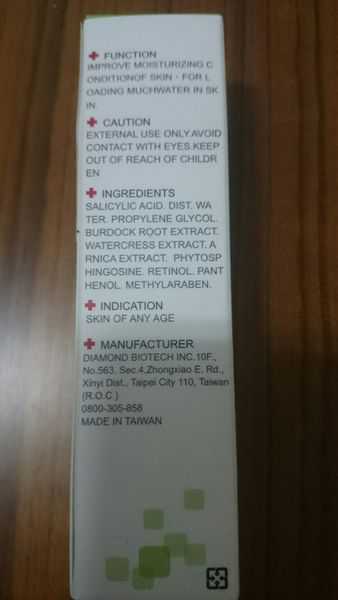 FUNCTION
IMPROVE MOISTURIZING C
ONDITIONOF SKIN - FOR L
OADING MUCHWATER IN SK
IN.
CAUTION
EXTERNAL USE ONLY.AVOID
CONTACT WITH EYES.KEEP
OUT OF REACH OF CHILDR
EN
INGREDIENTS
SALICYLIC ACID. DIST. WA
TER. PROPYLENE GLYCOL.
BURDOCK ROOT EXTRACT.
WATERCRESS EXTRACT. A
RNICA EXTRACT. PHYTOSP
HINGOSINE. RETINOL. PANT
HENOL. METHYLARABEN.
INDICATION
SKIN OF ANY AGE
MANUFACTURER
DIAMOND BIOTECH INC.10F.,
No.563, Sec.4,Zhongxiao E. Rd.,
Xinyi Dist., Taipei City 110, Taiwan
(R.O.C.)
0800-305-858
MADE IN TAIWAN